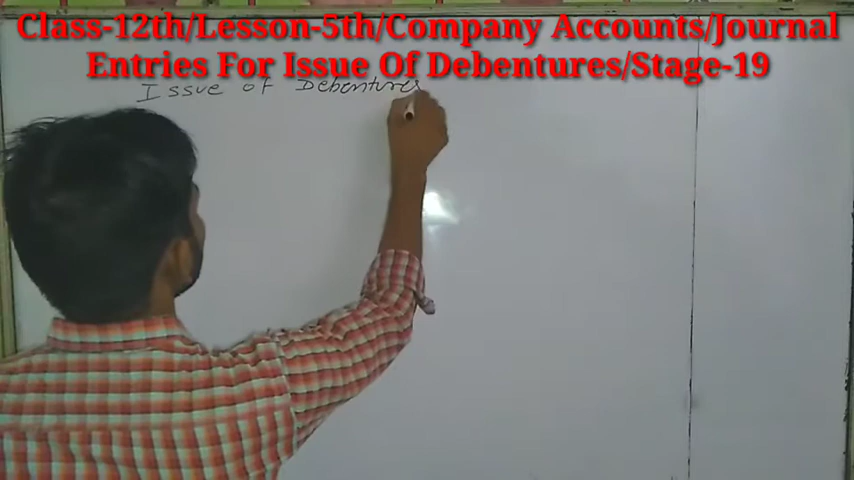 Class-12th/Lesson-5th/Company Accounts/Journal
Entries For Issue Of Debentures/Stage-19
Issue of Debentures